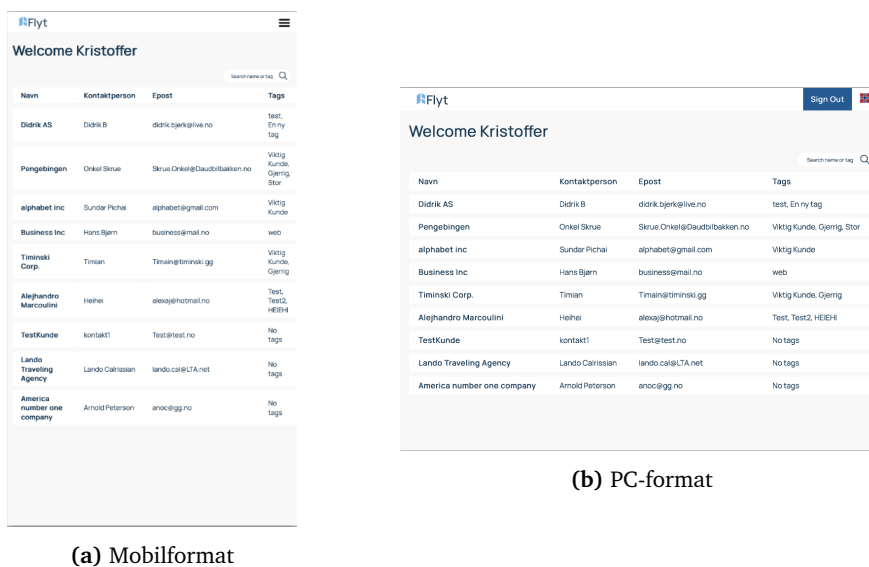 Flyt
Welcome Kristoffer
Search name or tag
Navn Kontaktperson Epost Tags
Didrik AS Didrik B didrik.bjerk@live.no test, En ny tag
Pengebingen Onkel Skrue Skrue.Onkel@Daudbilbakken.no Viktig Kunde, Gjerrig, Stor
alphabet inc Sundar Pichai alphabet@gmail.com Viktig Kunde
Business Inc Hans Bjørn business@mail.no web
Timinski Corp. Timian Timain@timinski.gg Viktig Kunde, Gjerrig
Alejhandro Marcoulini Heihei alexaj@hotmail.no Test, Test2, HEIEHI
TestKunde kontakt1 Test@test.no No tags
Lando Traveling Agency Lando Calrissian lando.cal@LTA.net No tags
America number one company Arnold Peterson anoc@gg.no No tags
(a) Mobilformat
Flyt Sign Out
Welcome Kristoffer
Search name or tag
Navn Kontaktperson Epost Tags
Didrik AS Didrik B didrik.bjerk@live.no test, En ny tag
Pengebingen Onkel Skrue Skrue.Onkel@Daudbilbakken.no Viktig Kunde, Gjerrig, Stor
alphabet inc Sundar Pichai alphabet@gmail.com Viktig Kunde
Business Inc Hans Bjørn business@mail.no web
Timinski Corp. Timian Timain@timinski.gg Viktig Kunde, Gjerrig
Alejhandro Marcoulini Heihei alexaj@hotmail.no Test, Test2, HEIEHI
TestKunde kontakt1 Test@test.no No tags
Lando Traveling Agency Lando Calrissian lando.cal@LTA.net No tags
America number one company Arnold Peterson anoc@gg.no No tags
(b) PC-format